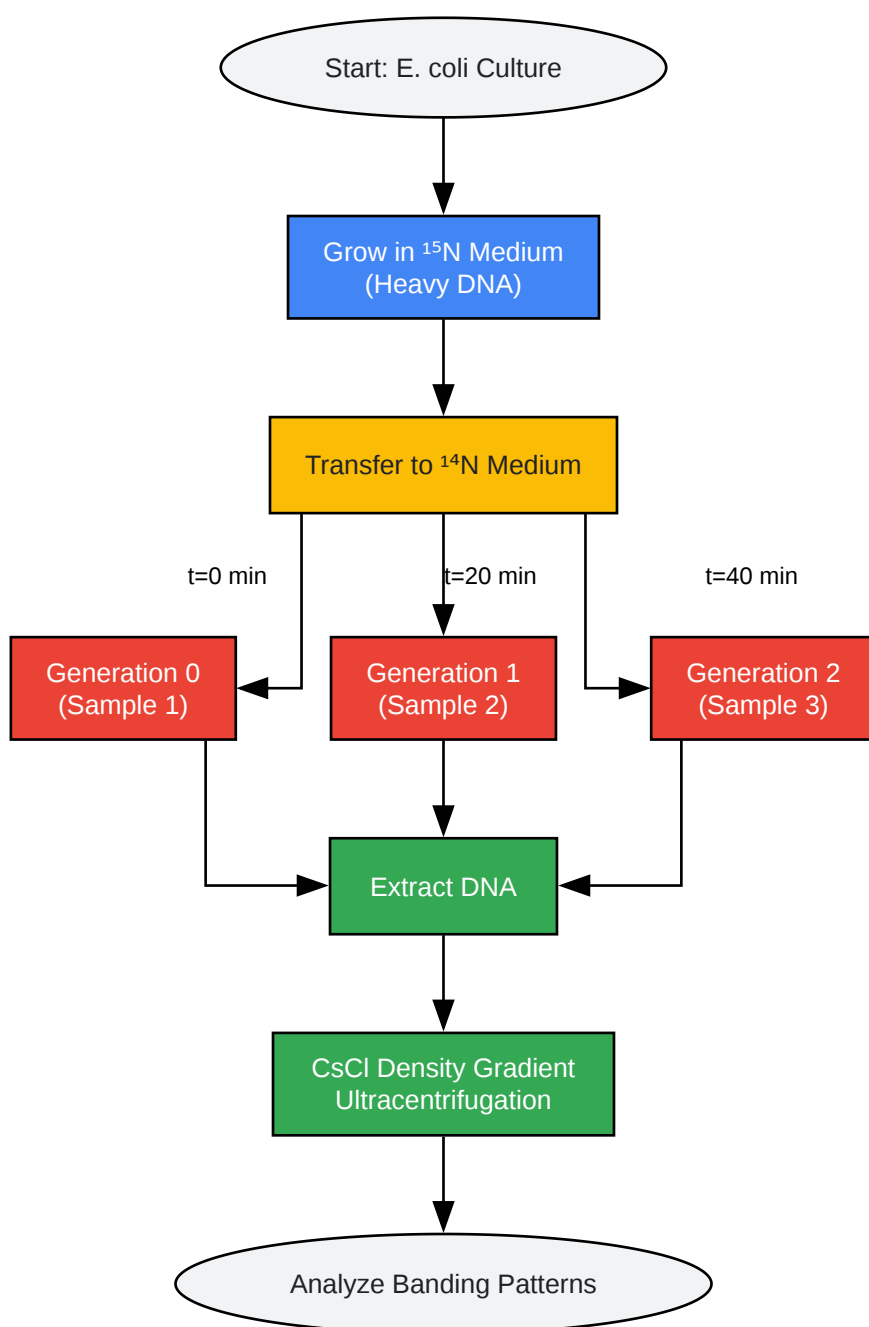 Start: E. coli Culture
Grow in ¹⁵N Medium
(Heavy DNA)
Transfer to ¹⁴N Medium
t=0 min
t=20 min
t=40 min
Generation 0
(Sample 1)
Generation 1
(Sample 2)
Generation 2
(Sample 3)
Extract DNA
CsCl Density Gradient
Ultracentrifugation
Analyze Banding Patterns